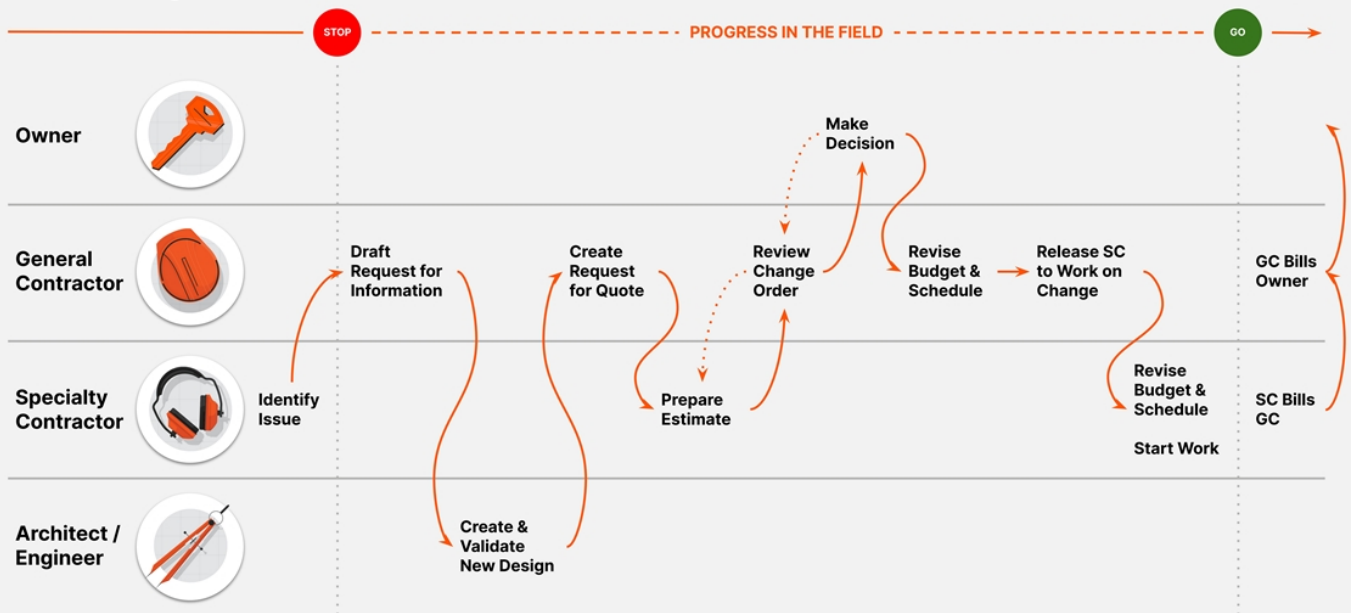 STOP
PROGRESS IN THE FIELD
GO
Owner
Make
Decision
General
Contractor
Draft
Request for
Information
Create
Request
for Quote
Review
Change
Order
Revise
Budget &
Schedule
Release SC
to Work on
Change
GC Bills
Owner
Specialty
Contractor
Identify
Issue
Prepare
Estimate
Revise
Budget &
Schedule
Start Work
SC Bills
GC
Architect /
Engineer
Create &
Validate
New Design